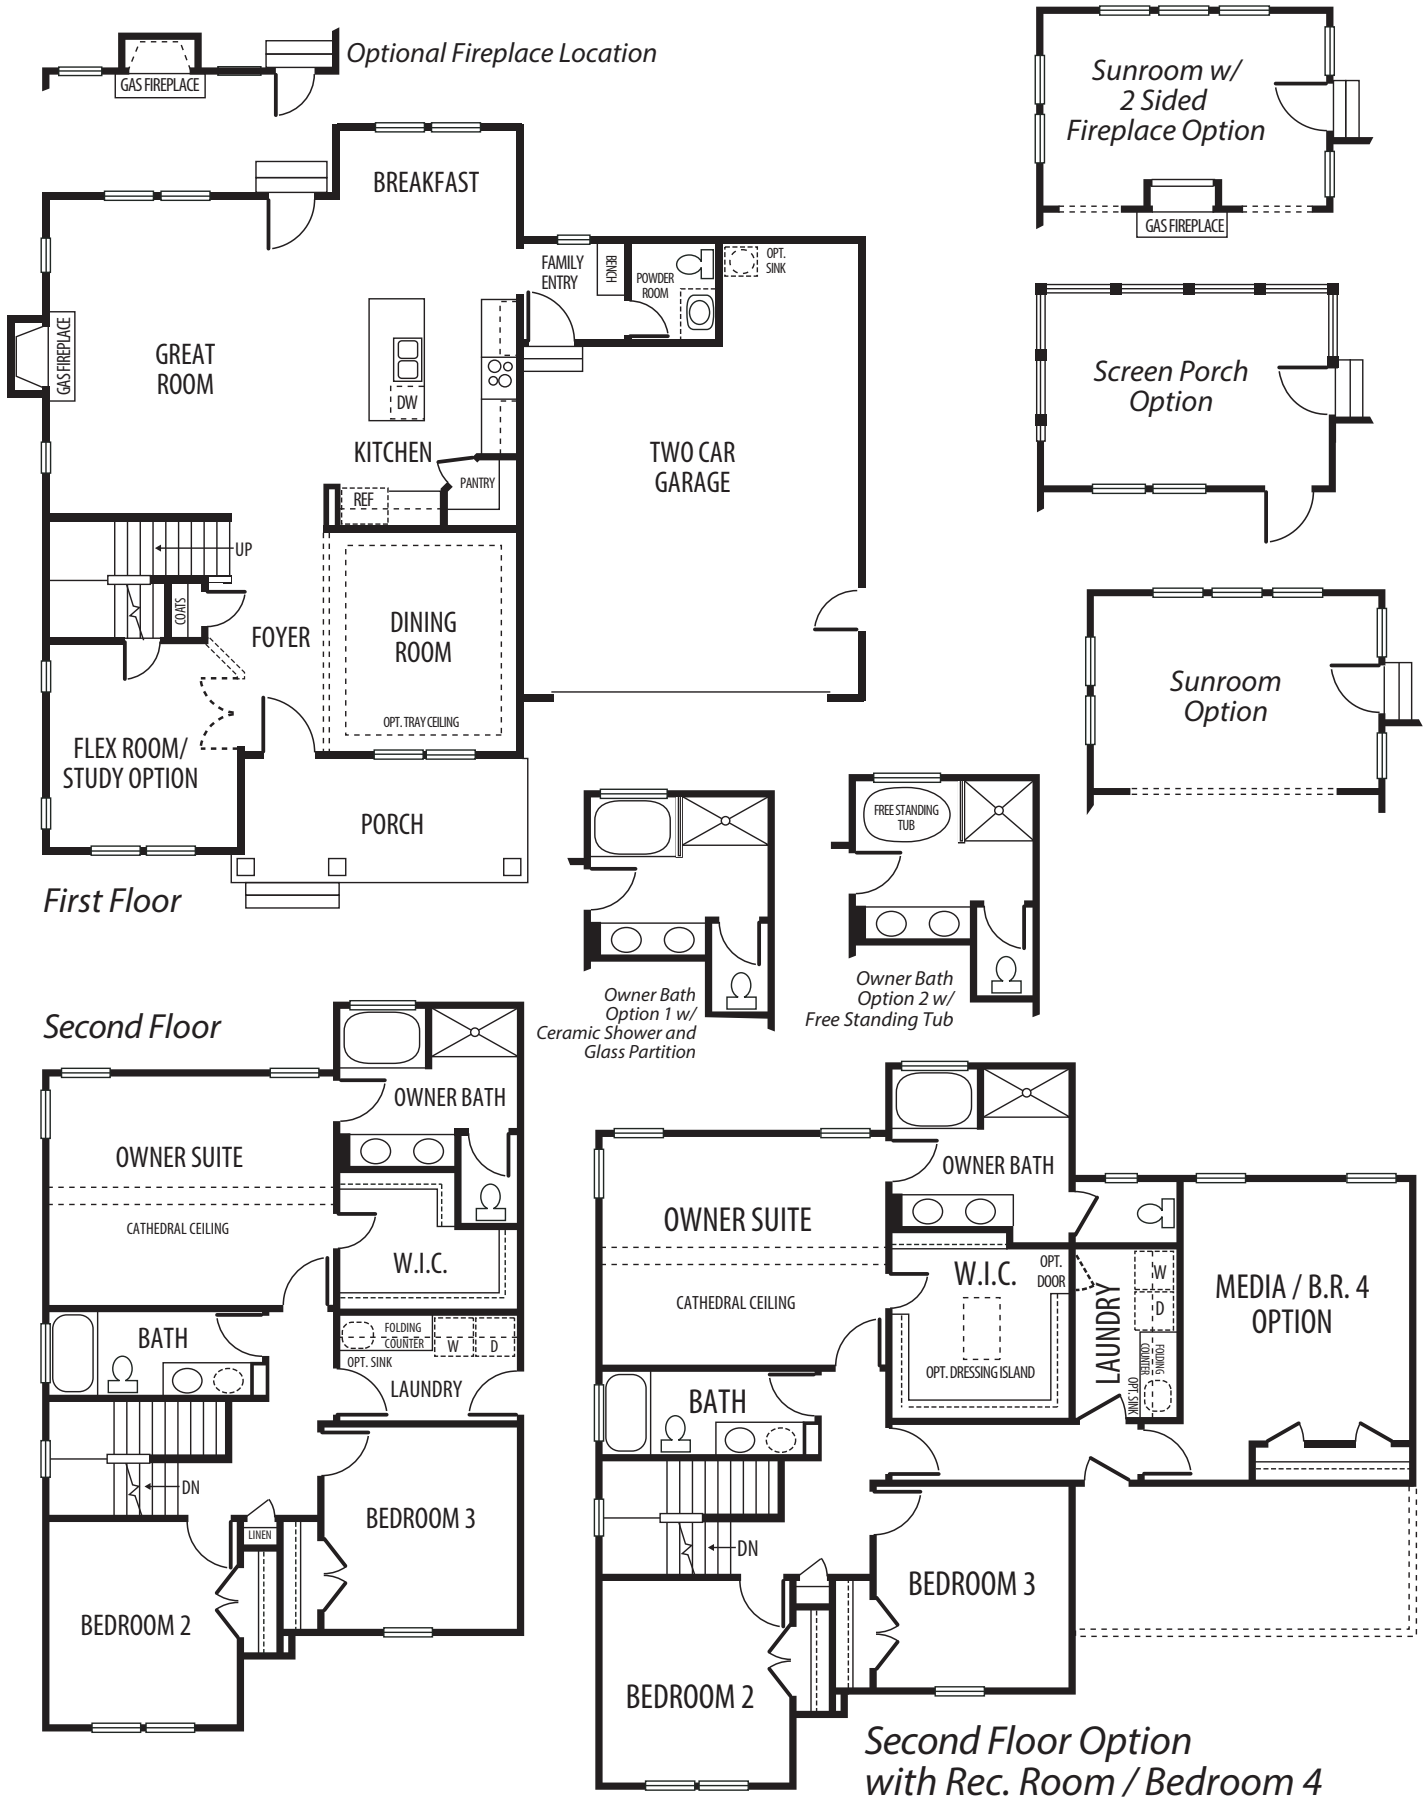 Optional Fireplace Location
GAS FIREPLACE
BREAKFAST
FAMILY
ENTRY
BENCH
POWDER
ROOM
OPT.
SINK
GAS FIREPLACE
GREAT
ROOM
DW
KITCHEN
REF
PANTRY
TWO CAR
GARAGE
UP
COATS
FOYER
DINING
ROOM
OPT. TRAY CEILING
FLEX ROOM/
STUDY OPTION
PORCH
First Floor
Sunroom w/
2 Sided
Fireplace Option
GAS FIREPLACE
Screen Porch
Option
Sunroom
Option
Owner Bath
Option 1 w/
Ceramic Shower and
Glass Partition
FREE STANDING
TUB
Owner Bath
Option 2 w/
Free Standing Tub
Second Floor
OWNER BATH
OWNER SUITE
CATHEDRAL CEILING
W.I.C.
BATH
FOLDING
COUNTER
W
D
OPT. SINK
LAUNDRY
DN
LINEN
BEDROOM 3
BEDROOM 2
OWNER BATH
OWNER SUITE
CATHEDRAL CEILING
W.I.C.
OPT.
DOOR
OPT. DRESSING ISLAND
LAUNDRY
W
D
FOLDING
COUNTER
OPT. SINK
MEDIA / B.R. 4
OPTION
BATH
DN
BEDROOM 3
BEDROOM 2
Second Floor Option
with Rec. Room / Bedroom 4